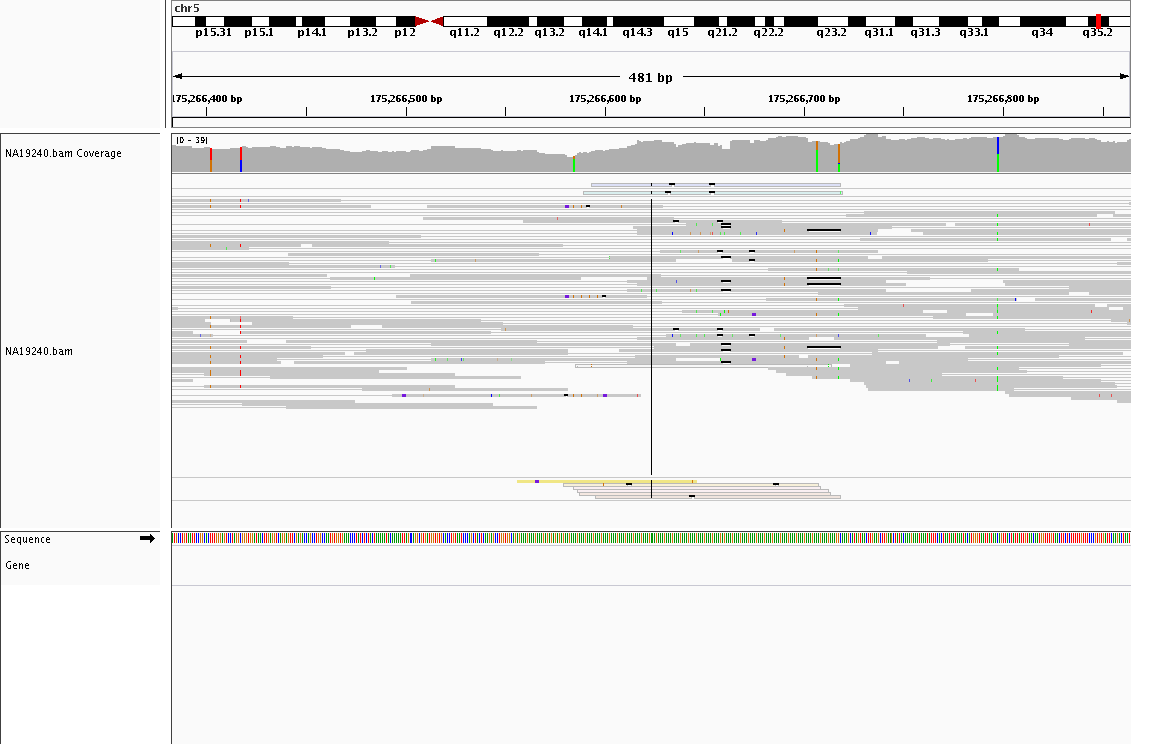 chr5
p15.31 p15.1 p14.1 p13.2 p12 q11.2 q12.2 q13.2 q14.1 q14.3 q15 q21.2 q22.2 q23.2 q31.1 q31.3 q33.1 q34 q35.2
481 bp
175,266,400 bp 175,266,500 bp 175,266,600 bp 175,266,700 bp 175,266,800 bp
[0 - 39]
NA19240.bam Coverage
NA19240.bam
Sequence
Gene